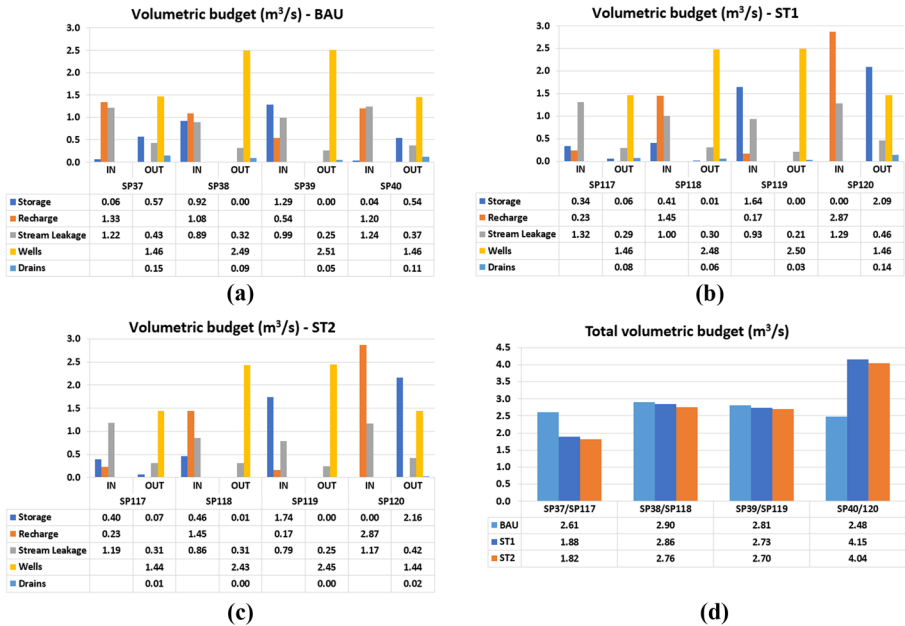 Volumetric budget (m³/s) - BAU
3.0
2.5
2.0
1.5
1.0
0.5
0.0
IN OUT IN OUT IN OUT IN OUT
SP37 SP38 SP39 SP40
Storage 0.06 0.57 0.92 0.00 1.29 0.00 0.04 0.54
Recharge 1.33 1.08 0.54 1.20
Stream Leakage 1.22 0.43 0.89 0.32 0.99 0.25 1.24 0.37
Wells 1.46 2.49 2.51 1.46
Drains 0.15 0.09 0.05 0.11
(a)
Volumetric budget (m³/s) - ST1
3.0
2.5
2.0
1.5
1.0
0.5
0.0
IN OUT IN OUT IN OUT IN OUT
SP117 SP118 SP119 SP120
Storage 0.34 0.06 0.41 0.01 1.64 0.00 0.00 2.09
Recharge 0.23 1.45 0.17 2.87
Stream Leakage 1.32 0.29 1.00 0.30 0.93 0.21 1.29 0.46
Wells 1.46 2.48 2.50 1.46
Drains 0.08 0.06 0.03 0.14
(b)
Volumetric budget (m³/s) - ST2
3.0
2.5
2.0
1.5
1.0
0.5
0.0
IN OUT IN OUT IN OUT IN OUT
SP117 SP118 SP119 SP120
Storage 0.40 0.07 0.46 0.01 1.74 0.00 0.00 2.16
Recharge 0.23 1.45 0.17 2.87
Stream Leakage 1.19 0.31 0.86 0.31 0.79 0.25 1.17 0.42
Wells 1.44 2.43 2.45 1.44
Drains 0.01 0.00 0.00 0.02
(c)
Total volumetric budget (m³/s)
4.5
4.0
3.5
3.0
2.5
2.0
1.5
1.0
0.5
0.0
SP37/SP117 SP38/SP118 SP39/SP119 SP40/120
BAU 2.61 2.90 2.81 2.48
ST1 1.88 2.86 2.73 4.15
ST2 1.82 2.76 2.70 4.04
(d)